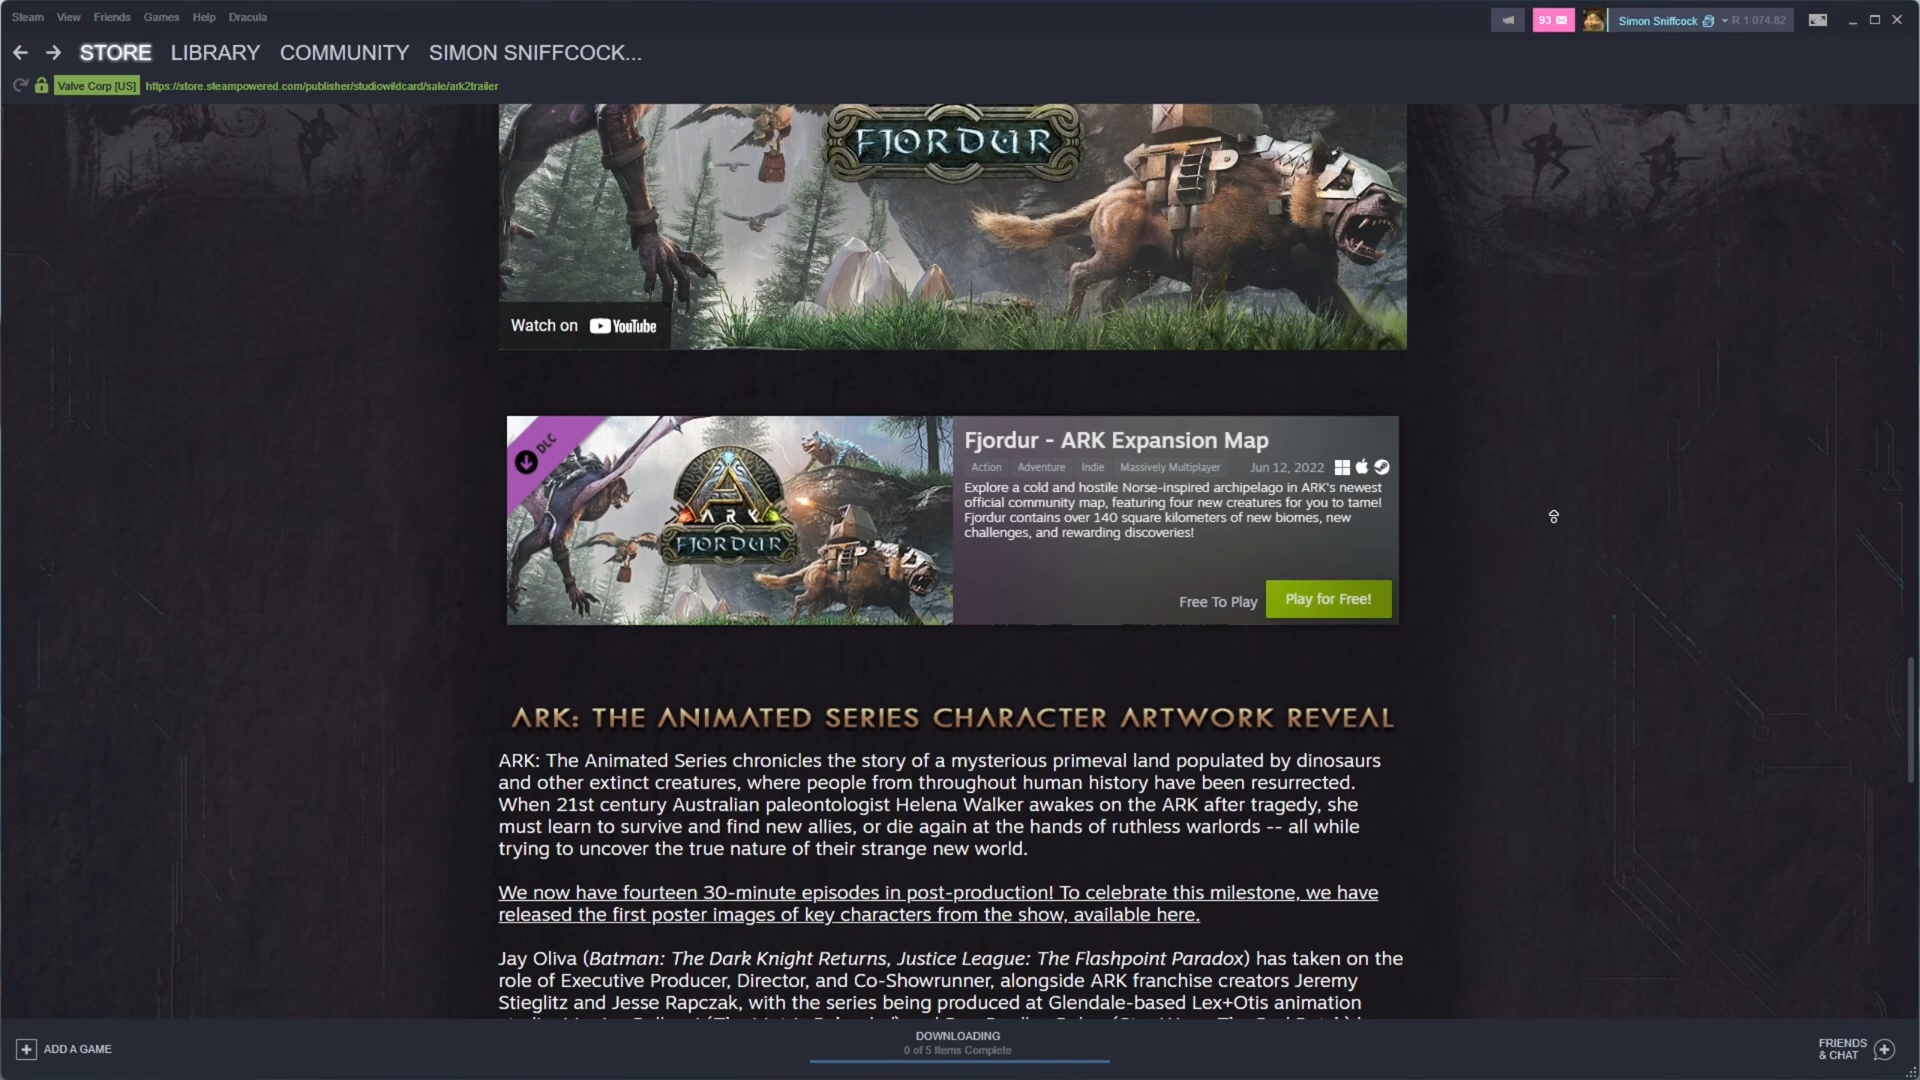 Steam View Friends Games Help Dracula
93
Simon Sniffcock R 1 074.82
STORE LIBRARY COMMUNITY SIMON SNIFFCOCK...
Valve Corp [US] https://store.steampowered.com/publisher/studiowildcard/sale/ark2trailer
FJORDUR
Watch on YouTube
DLC
ARK
FJORDUR
Fjordur - ARK Expansion Map
Action Adventure Indie Massively Multiplayer Jun 12, 2022
Explore a cold and hostile Norse-inspired archipelago in ARK's newest
official community map, featuring four new creatures for you to tame!
Fjordur contains over 140 square kilometers of new biomes, new
challenges, and rewarding discoveries!
Free To Play Play for Free!
ARK: THE ANIMATED SERIES CHARACTER ARTWORK REVEAL
ARK: The Animated Series chronicles the story of a mysterious primeval land populated by dinosaurs
and other extinct creatures, where people from throughout human history have been resurrected.
When 21st century Australian paleontologist Helena Walker awakes on the ARK after tragedy, she
must learn to survive and find new allies, or die again at the hands of ruthless warlords -- all while
trying to uncover the true nature of their strange new world.
We now have fourteen 30-minute episodes in post-production! To celebrate this milestone, we have
released the first poster images of key characters from the show, available here.
Jay Oliva (Batman: The Dark Knight Returns, Justice League: The Flashpoint Paradox) has taken on the
role of Executive Producer, Director, and Co-Showrunner, alongside ARK franchise creators Jeremy
Stieglitz and Jesse Rapczak, with the series being produced at Glendale-based Lex+Otis animation
ADD A GAME
DOWNLOADING
0 of 5 Items Complete
FRIENDS
& CHAT